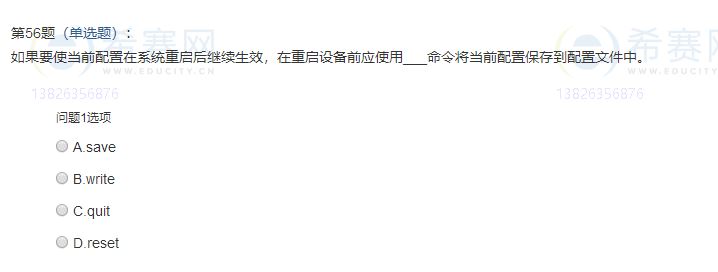 第56题（单选题）：
希赛网
希赛网
如果要使当前配置在系统重启后继续生效，在重启设备前应使用___命令将当前配置保存到配置文件中。
WWW.EDUCITY.CN
WWW.EDUCITY.CN
13826356876
13826356876
问题1选项
A.save
B.write
C.quit
D.reset